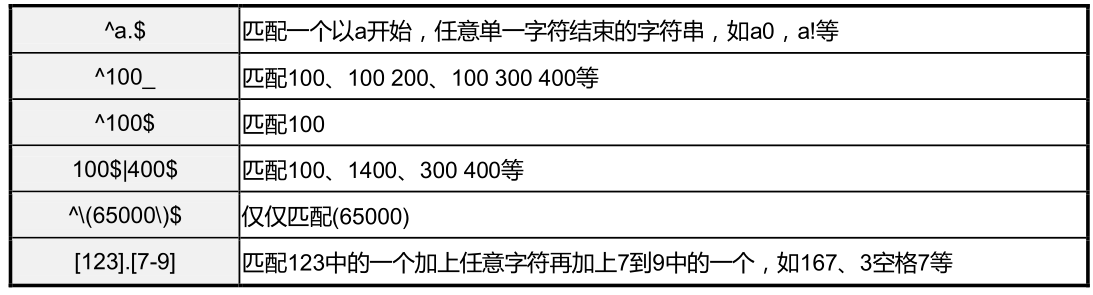 ^a.$ 匹配一个以a开始，任意单一字符结束的字符串，如a0，a!等
^100_ 匹配100、100 200、100 300 400等
^100$ 匹配100
100$|400$ 匹配100、1400、300 400等
^\(65000\)$ 仅仅匹配(65000)
[123].[7-9] 匹配123中的一个加上任意字符再加上7到9中的一个，如167、3空格7等